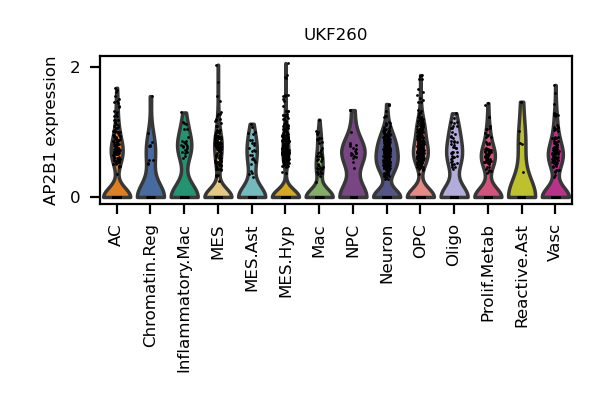 UKF260
AP2B1 expression
2
0
AC
Chromatin.Reg
Inflammatory.Mac
MES
MES.Ast
MES.Hyp
Mac
NPC
Neuron
OPC
Oligo
Prolif.Metab
Reactive.Ast
Vasc